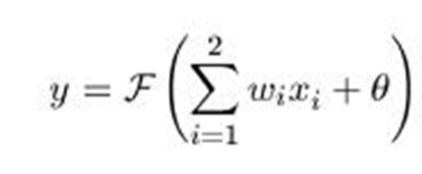 y = \mathcal{F}\left(\sum_{i=1}^{2} w_i x_i + \theta\right)